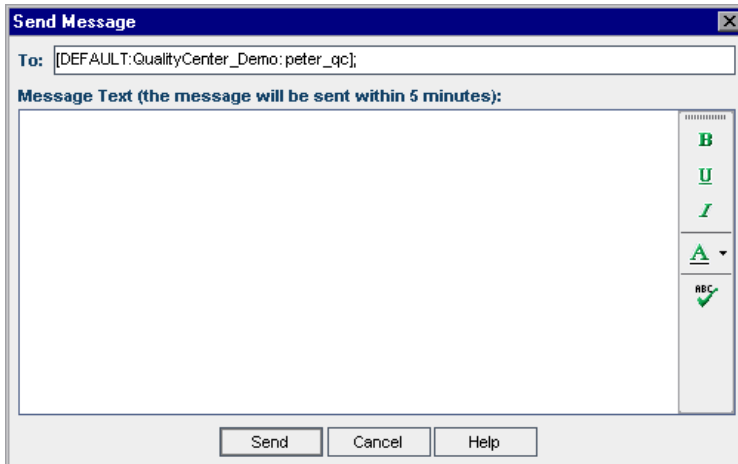 Send Message
To: [DEFAULT:QualityCenter_Demo: peter_qc];
Message Text (the message will be sent within 5 minutes):
B
U
I
A
ABC
Send Cancel Help